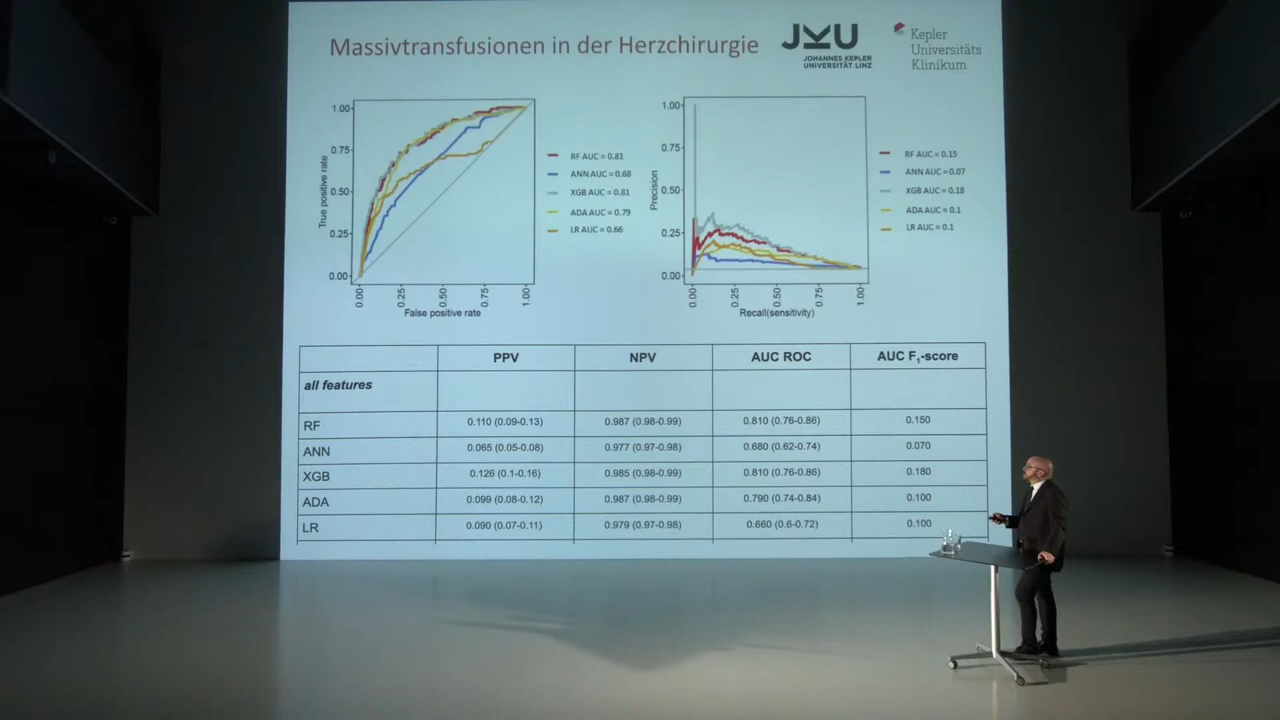 Massivtransfusionen in der Herzchirurgie
JKU
JOHANNES KEPLER
UNIVERSITÄT LINZ
Kepler
Universitäts
Klinikum
True positive rate
1.00
0.75
0.50
0.25
0.00
0.00 0.25 0.50 0.75 1.00
False positive rate
RF AUC = 0.81
ANN AUC = 0.68
XGB AUC = 0.81
ADA AUC = 0.79
LR AUC = 0.66
Precision
1.00
0.75
0.50
0.25
0.00
0.00 0.25 0.50 0.75 1.00
Recall(sensitivity)
RF AUC = 0.15
ANN AUC = 0.07
XGB AUC = 0.18
ADA AUC = 0.1
LR AUC = 0.1
PPV NPV AUC ROC AUC F1-score
all features
RF 0.110 (0.09-0.13) 0.987 (0.98-0.99) 0.810 (0.76-0.86) 0.150
ANN 0.065 (0.05-0.08) 0.977 (0.97-0.98) 0.680 (0.62-0.74) 0.070
XGB 0.126 (0.1-0.16) 0.985 (0.98-0.99) 0.810 (0.76-0.86) 0.180
ADA 0.099 (0.08-0.12) 0.987 (0.98-0.99) 0.790 (0.74-0.84) 0.100
LR 0.090 (0.07-0.11) 0.979 (0.97-0.98) 0.660 (0.6-0.72) 0.100